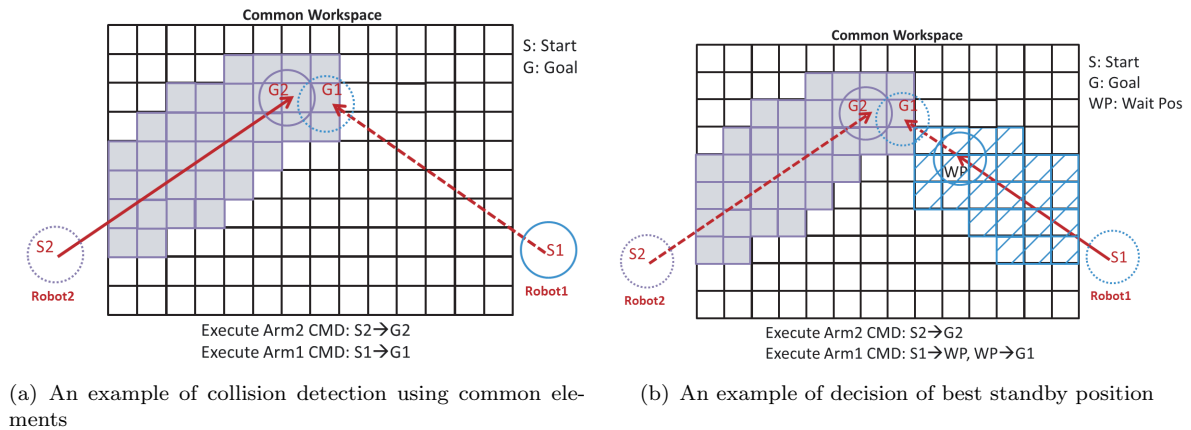 Common Workspace
S: Start
G: Goal
G2
G1
S2
S1
Robot2
Robot1
Execute Arm2 CMD: S2→G2
Execute Arm1 CMD: S1→G1
(a) An example of collision detection using common ele-
ments
Common Workspace
S: Start
G: Goal
WP: Wait Pos
G2
G1
WP
S2
S1
Robot2
Robot1
Execute Arm2 CMD: S2→G2
Execute Arm1 CMD: S1→WP, WP→G1
(b) An example of decision of best standby position